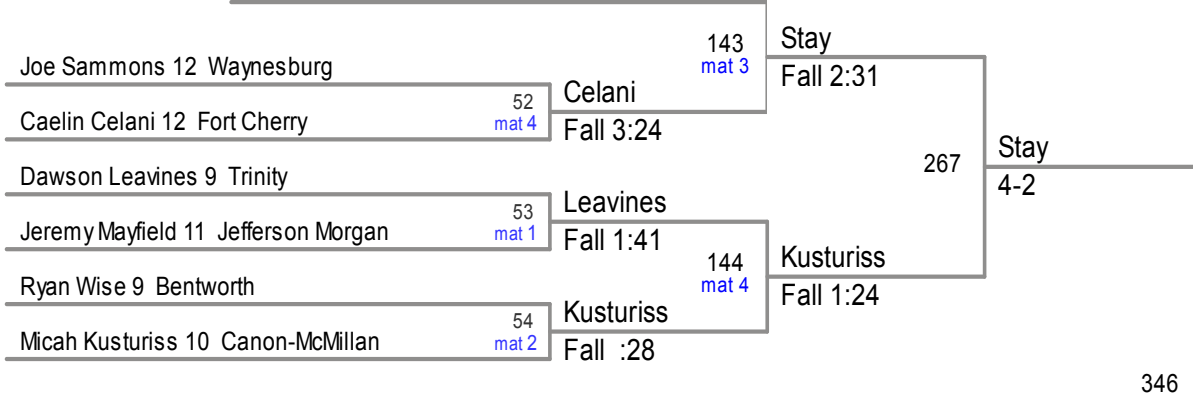 143
mat 3
Stay
Fall 2:31
Joe Sammons 12 Waynesburg
52
mat 4
Celani
Fall 3:24
Caelin Celani 12 Fort Cherry
267
Stay
4-2
Dawson Leavines 9 Trinity
53
mat 1
Leavines
Fall 1:41
Jeremy Mayfield 11 Jefferson Morgan
144
mat 4
Kusturiss
Fall 1:24
Ryan Wise 9 Bentworth
54
mat 2
Kusturiss
Fall :28
Micah Kusturiss 10 Canon-McMillan
346